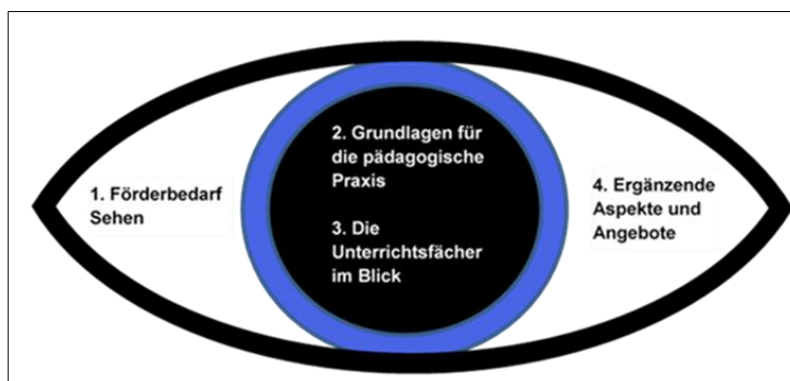 1. Förderbedarf
Sehen
2. Grundlagen für
die pädagogische
Praxis
3. Die
Unterrichtsfächer
im Blick
4. Ergänzende
Aspekte und
Angebote